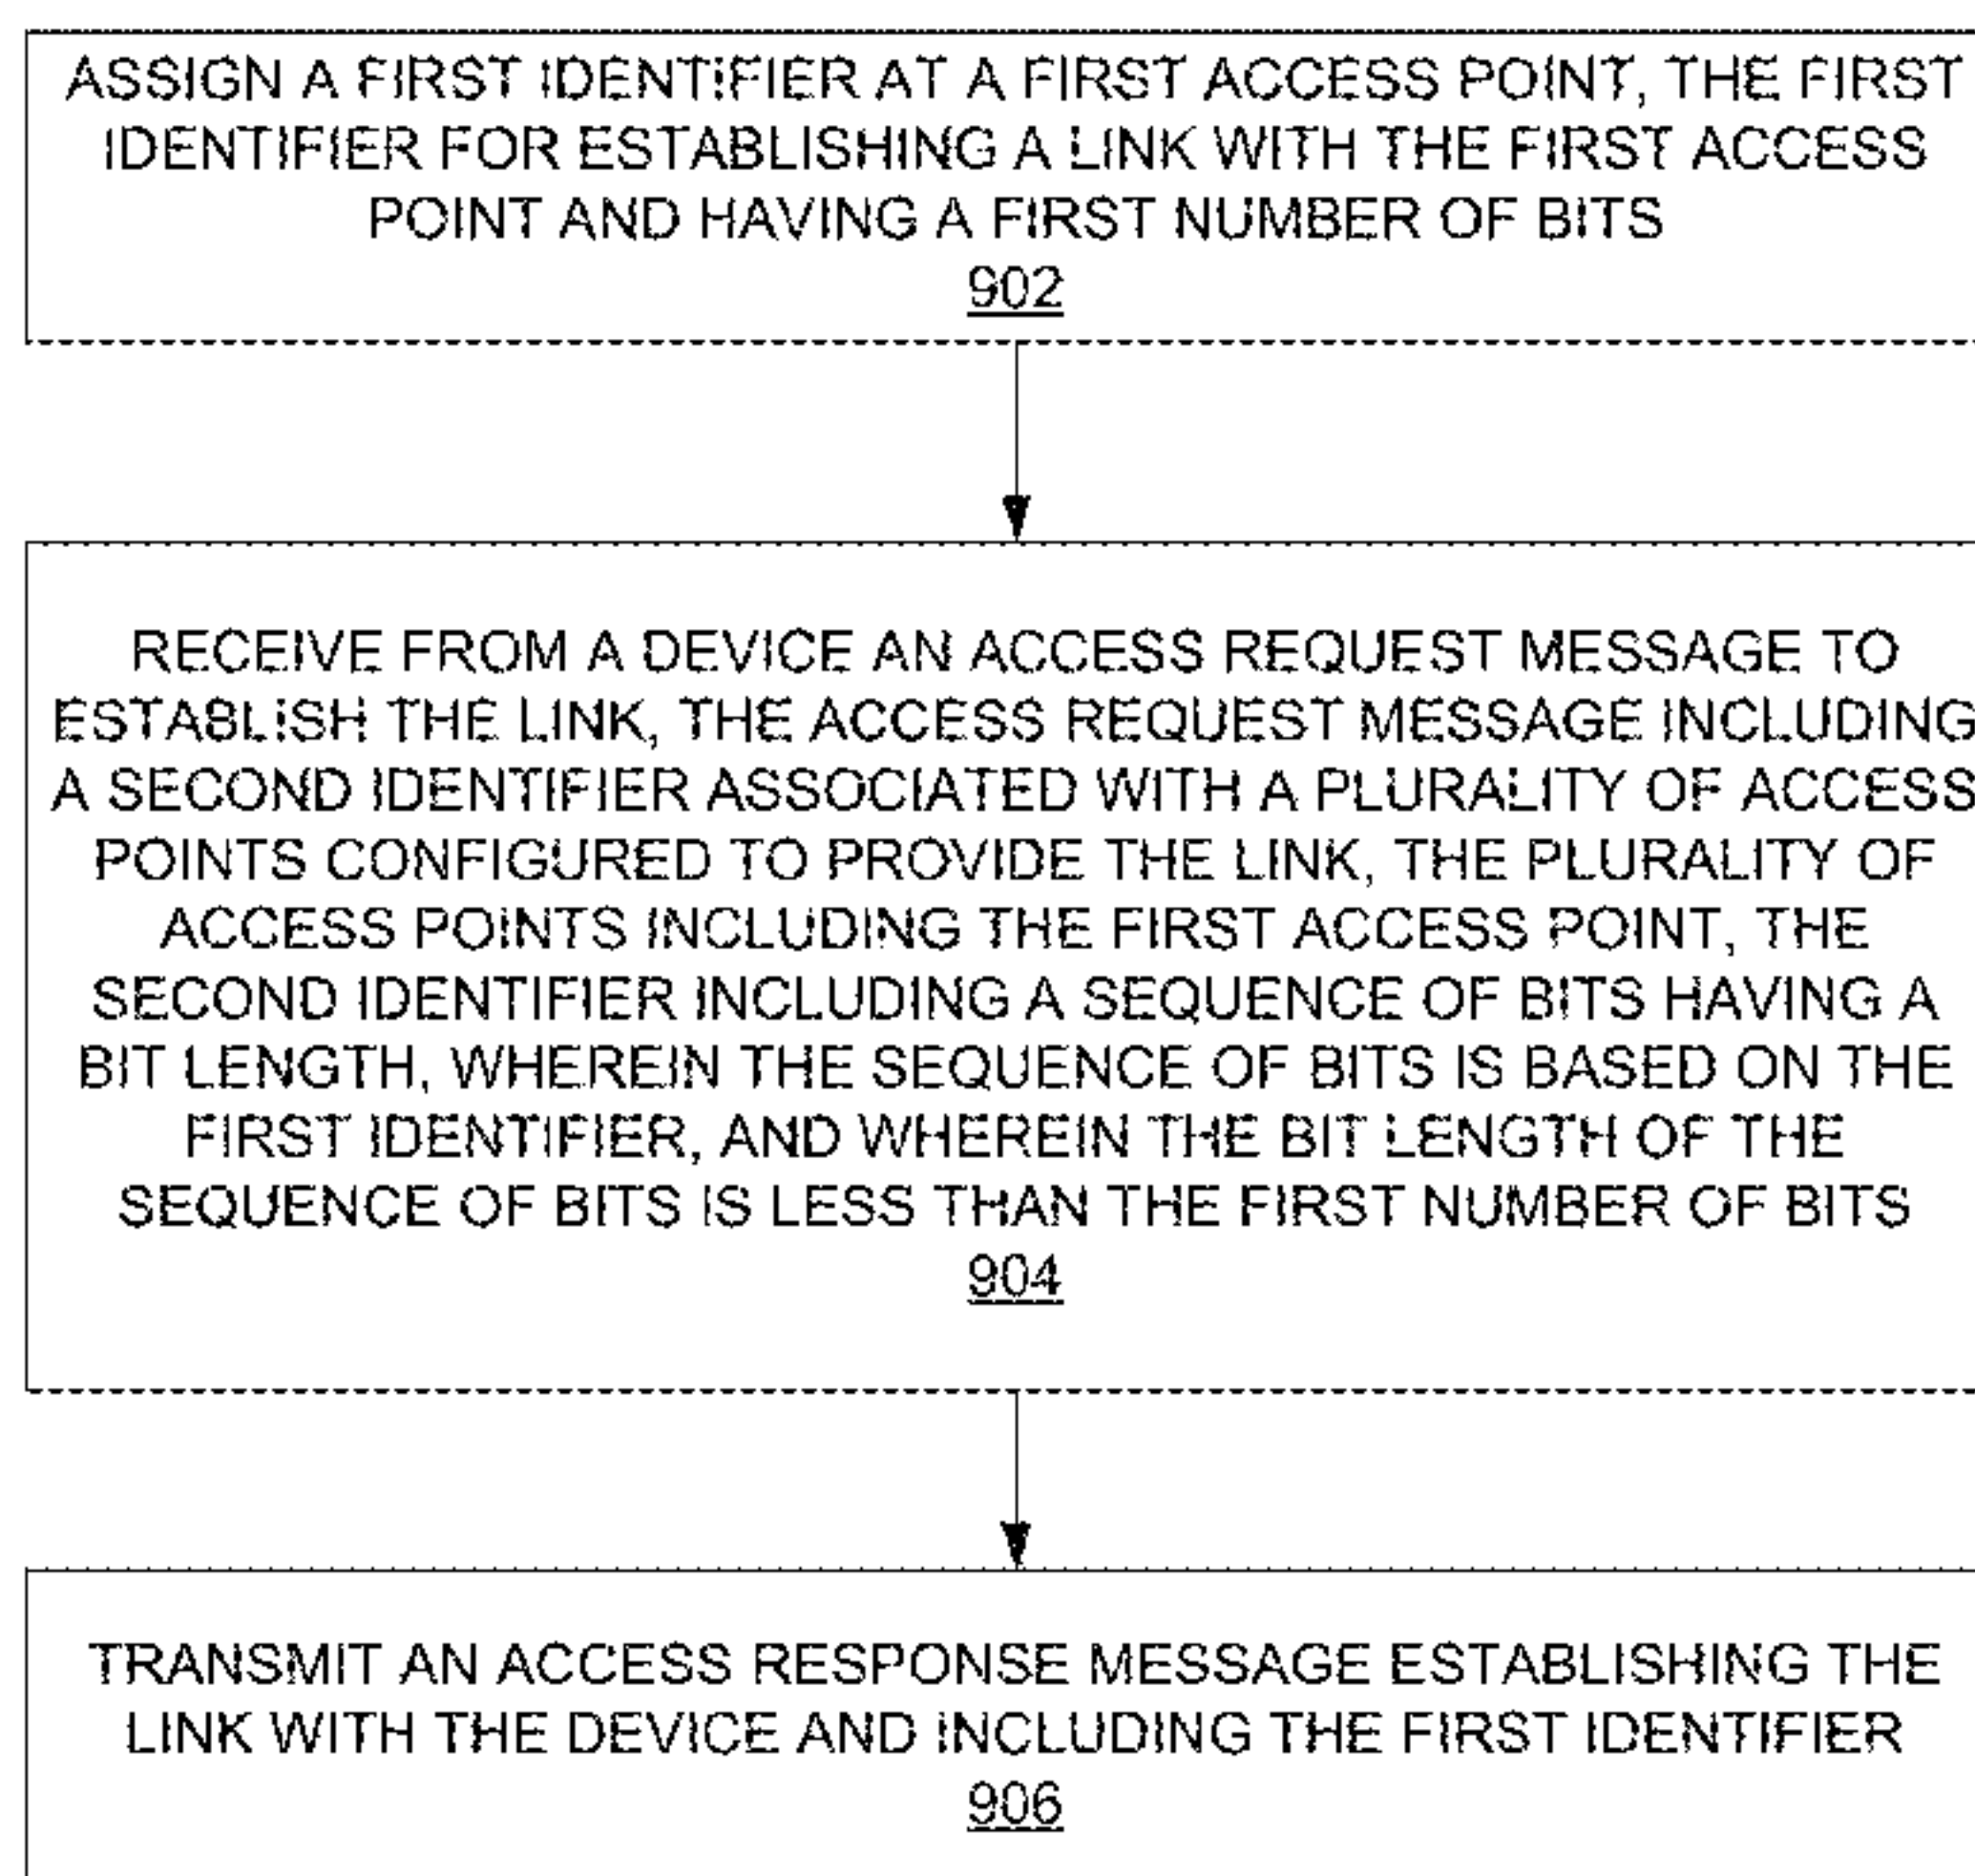 ASSIGN A FIRST IDENTIFIER AT A FIRST ACCESS POINT, THE FIRST
IDENTIFIER FOR ESTABLISHING A LINK WITH THE FIRST ACCESS
POINT AND HAVING A FIRST NUMBER OF BITS
902
RECEIVE FROM A DEVICE AN ACCESS REQUEST MESSAGE TO
ESTABLISH THE LINK, THE ACCESS REQUEST MESSAGE INCLUDING
A SECOND IDENTIFIER ASSOCIATED WITH A PLURALITY OF ACCESS
POINTS CONFIGURED TO PROVIDE THE LINK, THE PLURALITY OF
ACCESS POINTS INCLUDING THE FIRST ACCESS POINT, THE
SECOND IDENTIFIER INCLUDING A SEQUENCE OF BITS HAVING A
BIT LENGTH, WHEREIN THE SEQUENCE OF BITS IS BASED ON THE
FIRST IDENTIFIER, AND WHEREIN THE BIT LENGTH OF THE
SEQUENCE OF BITS IS LESS THAN THE FIRST NUMBER OF BITS
904
TRANSMIT AN ACCESS RESPONSE MESSAGE ESTABLISHING THE
LINK WITH THE DEVICE AND INCLUDING THE FIRST IDENTIFIER
906